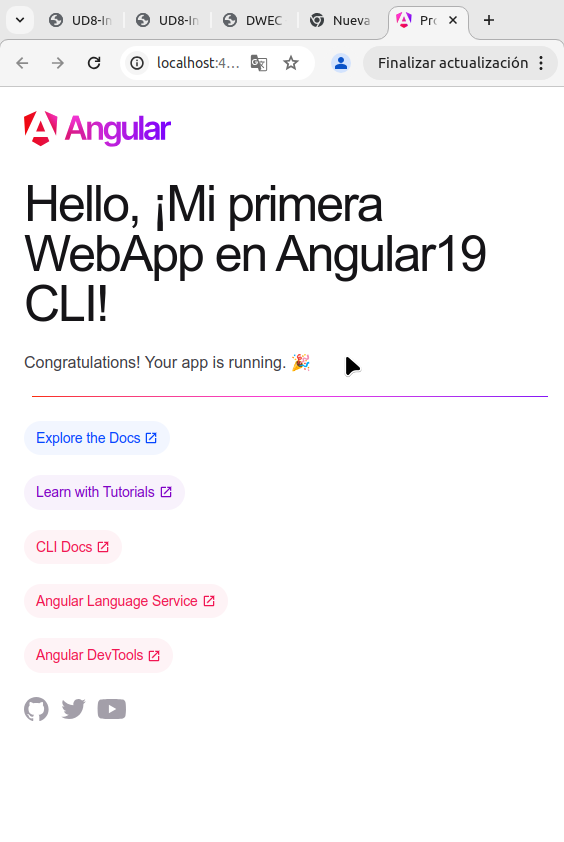 UD8-In
UD8-In
DWEC
Nueva
Pro
localhost:4…
Finalizar actualización
Angular
Hello, ¡Mi primera
WebApp en Angular19
CLI!
Congratulations! Your app is running. 🎉
Explore the Docs
Learn with Tutorials
CLI Docs
Angular Language Service
Angular DevTools